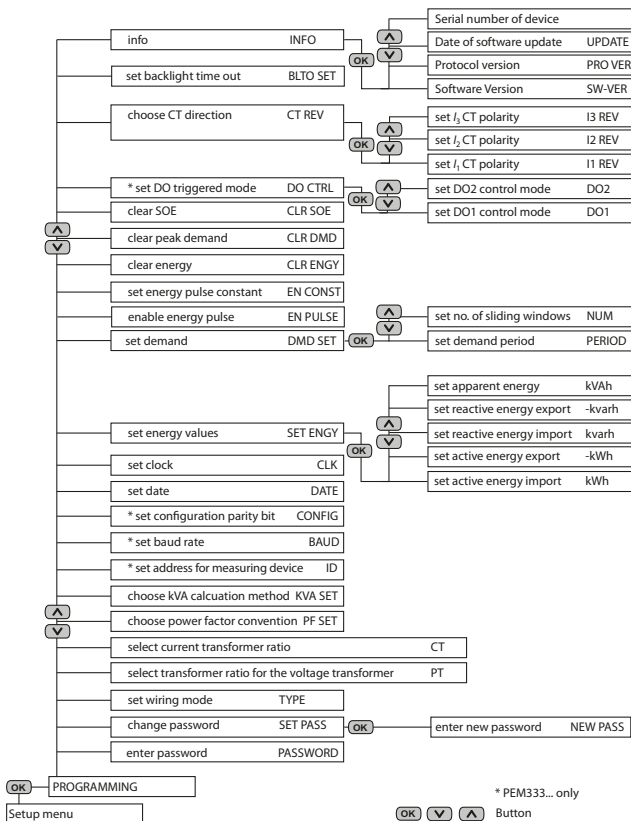 Serial number of device
info INFO
Date of software update UPDATE
OK
Protocol version PRO VER
set backlight time out BLTO SET
Software Version SW-VER
choose CT direction CT REV
set I3 CT polarity I3 REV
set I2 CT polarity I2 REV
OK
set I1 CT polarity I1 REV
* set DO triggered mode DO CTRL
OK
set DO2 control mode DO2
clear SOE CLR SOE
set DO1 control mode DO1
clear peak demand CLR DMD
clear energy CLR ENGY
set energy pulse constant EN CONST
enable energy pulse EN PULSE
set no. of sliding windows NUM
set demand DMD SET
OK
set demand period PERIOD
set apparent energy kVAh
set reactive energy export -kvarh
set energy values SET ENGY
set reactive energy import kvarh
OK
set active energy export -kWh
set clock CLK
set active energy import kWh
set date DATE
* set configuration parity bit CONFIG
* set baud rate BAUD
* set address for measuring device ID
choose kVA calcuation method KVA SET
choose power factor convention PF SET
select current transformer ratio CT
select transformer ratio for the voltage transformer PT
set wiring mode TYPE
change password SET PASS
OK
enter new password NEW PASS
enter password PASSWORD
OK
PROGRAMMING
* PEM333... only
Setup menu
OK Button